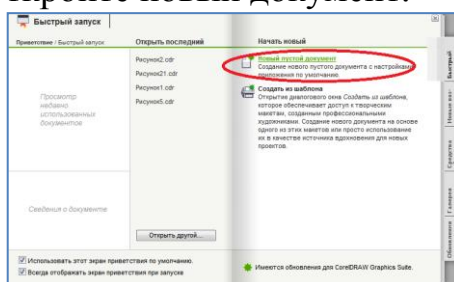 кройте новый документ.
Быстрый запуск
Приветствие / Быстрый запуск
Открыть последний
Начать новый
Рисунок2.cdr
Рисунок21.cdr
Рисунок1.cdr
Рисунок5.cdr
Просмотр
недавно
использованных
документов
Сведения о документе
Открыть другой...
Новый пустой документ
Создание нового пустого документа с настройками
приложения по умолчанию.
Создать из шаблона
Открытие диалогового окна Создать из шаблона,
которое обеспечивает доступ к творческим
макетам, созданным профессиональными
художниками. Создание нового документа на основе
одного из этих макетов или просто использование
их в качестве источника вдохновения для новых
проектов.
Использовать этот экран приветствия по умолчанию.
Всегда отображать экран приветствия при запуске
Имеются обновления для CorelDRAW Graphics Suite.
Быстрый
Новые воз
Средства
Галерея
Обновления